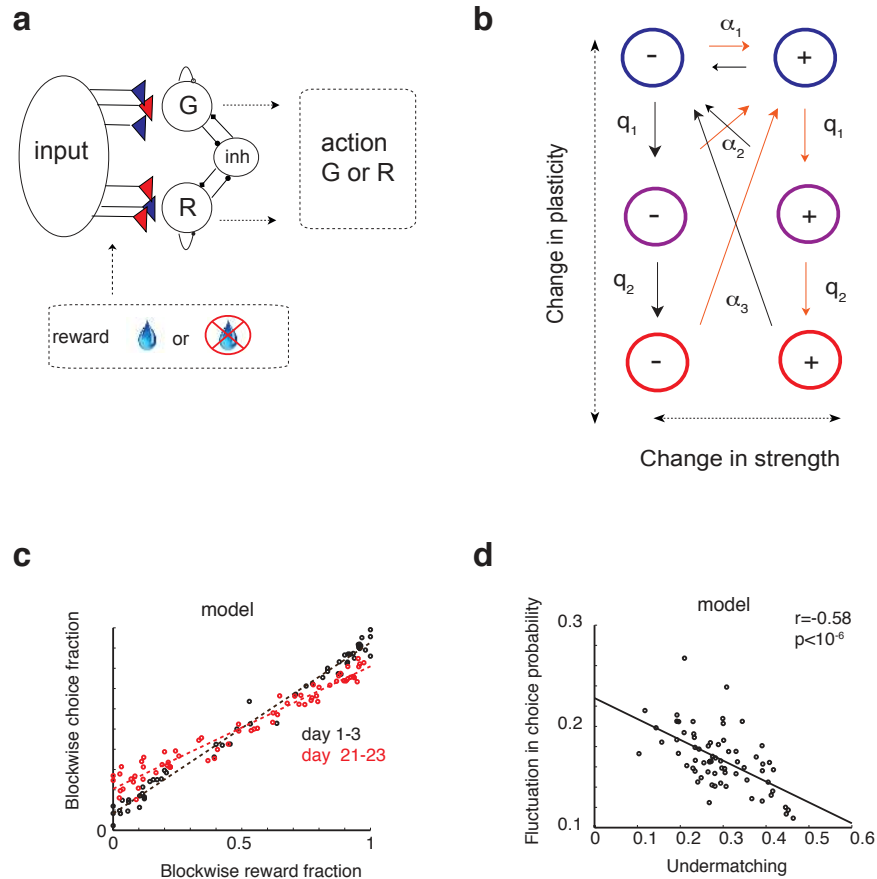 a
input
G
inh
R
action
G or R
reward
or
b
Change in plasticity
α1
-
+
q1
q1
α2
-
+
q2
α3
q2
-
+
Change in strength
c
model
Blockwise choice fraction
day 1-3
day 21-23
0
0
0.5
1
Blockwise reward fraction
d
model
r=-0.58
p<10-6
Fluctuation in choice probability
0.3
0.2
0.1
0
0.1
0.2
0.3
0.4
0.5
0.6
Undermatching